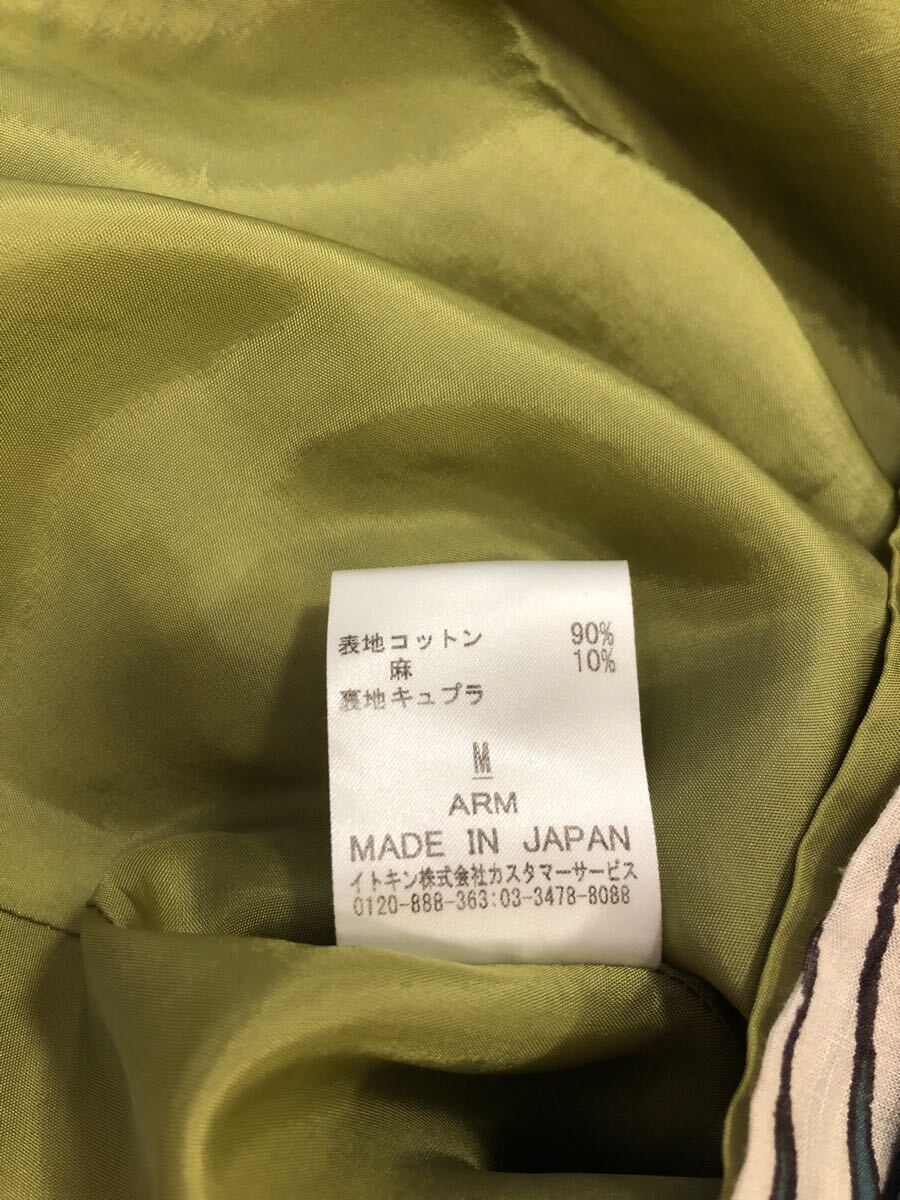 表地コットン 90%
麻 10%
裏地キュプラ
M
ARM
MADE IN JAPAN
イトキン株式会社カスタマーサービス
0120-888-363:03-3478-8088